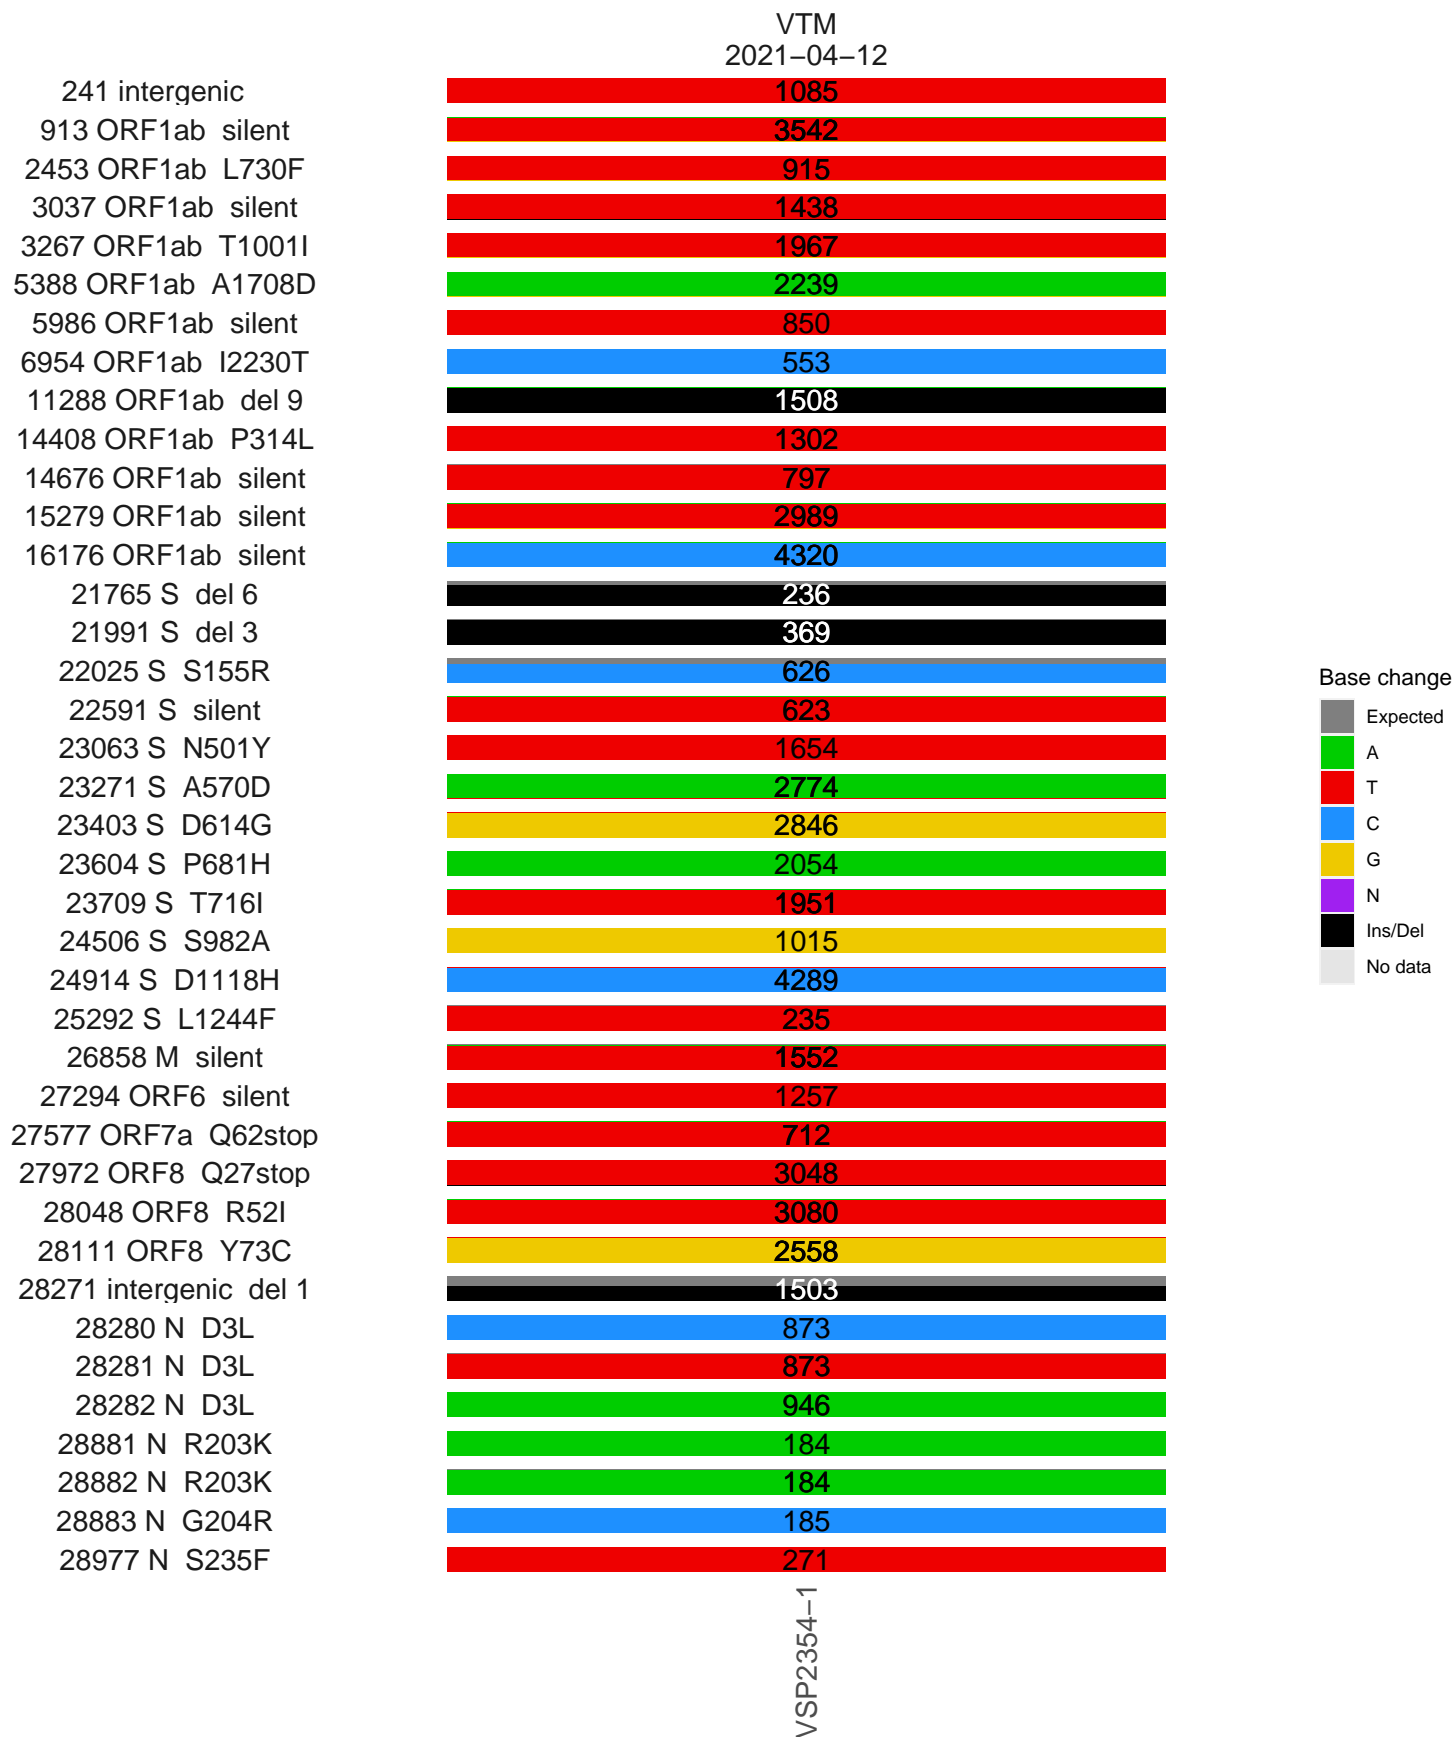 VTM
2021−04−12
241 intergenic 1085
913 ORF1ab silent 3542
2453 ORF1ab L730F 915
3037 ORF1ab silent 1438
3267 ORF1ab T1001I 1967
5388 ORF1ab A1708D 2239
5986 ORF1ab silent 850
6954 ORF1ab I2230T 553
11288 ORF1ab del 9 1508
14408 ORF1ab P314L 1302
14676 ORF1ab silent 797
15279 ORF1ab silent 2989
16176 ORF1ab silent 4320
21765 S del 6 236
21991 S del 3 369
22025 S S155R 626
22591 S silent 623
23063 S N501Y 1654
23271 S A570D 2774
23403 S D614G 2846
23604 S P681H 2054
23709 S T716I 1951
24506 S S982A 1015
24914 S D1118H 4289
25292 S L1244F 235
26858 M silent 1552
27294 ORF6 silent 1257
27577 ORF7a Q62stop 712
27972 ORF8 Q27stop 3048
28048 ORF8 R52I 3080
28111 ORF8 Y73C 2558
28271 intergenic del 1 1503
28280 N D3L 873
28281 N D3L 873
28282 N D3L 946
28881 N R203K 184
28882 N R203K 184
28883 N G204R 185
28977 N S235F 271
VSP2354−1
Base change
Expected
A
T
C
G
N
Ins/Del
No data